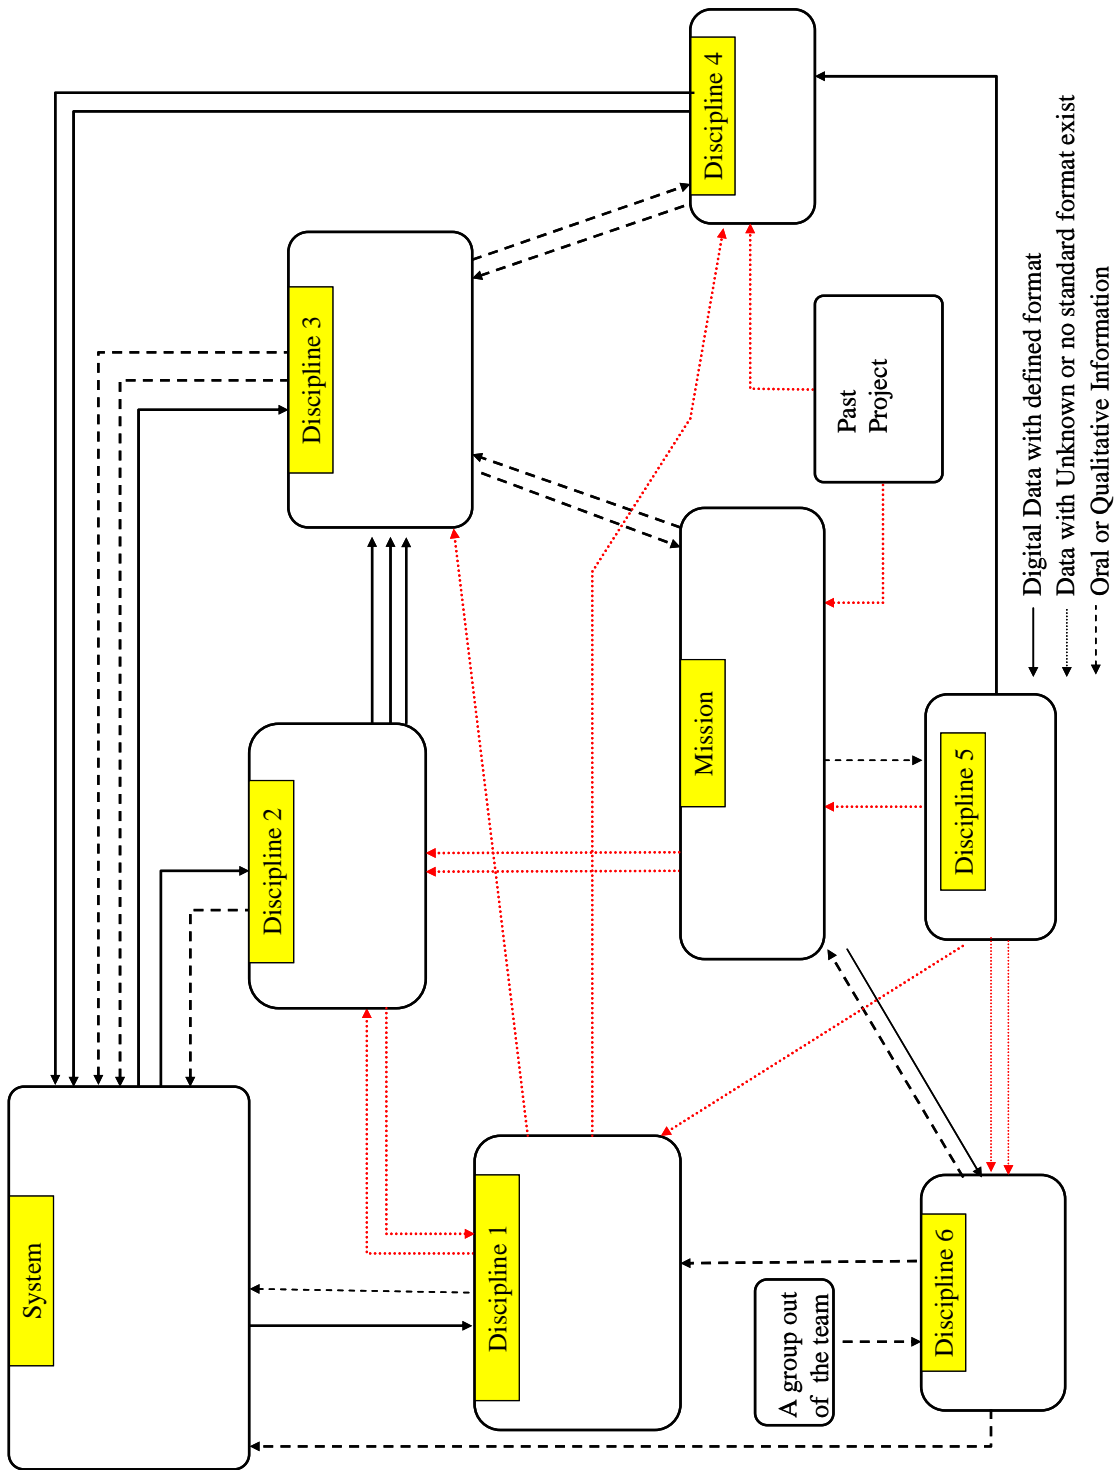 System
Discipline 1
Discipline 2
Discipline 3
Discipline 4
Mission
Past
Project
Discipline 5
Discipline 6
A group out
of the team
Digital Data with defined format
Data with Unknown or no standard format exist
Oral or Qualitative Information